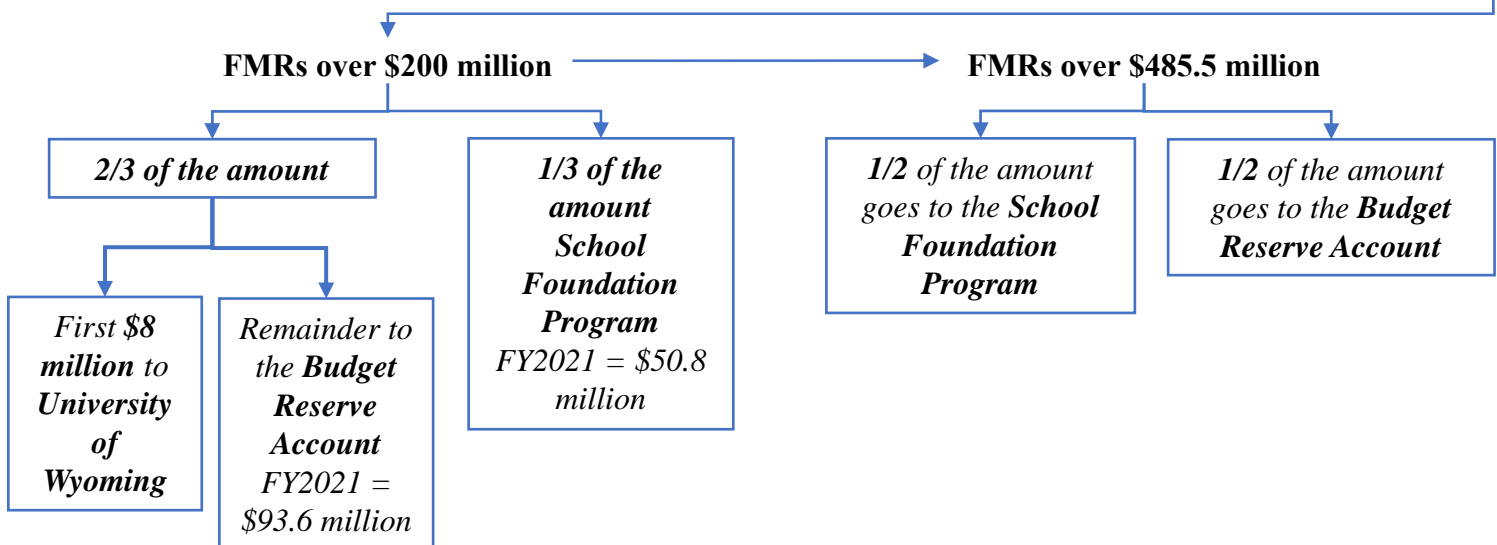 FMRs over $200 million
FMRs over $485.5 million
2/3 of the amount
1/3 of the
amount
School
Foundation
Program
FY2021 = $50.8
million
1/2 of the amount
goes to the School
Foundation
Program
1/2 of the amount
goes to the Budget
Reserve Account
First $8
million to
University
of
Wyoming
Remainder to
the Budget
Reserve
Account
FY2021 =
$93.6 million